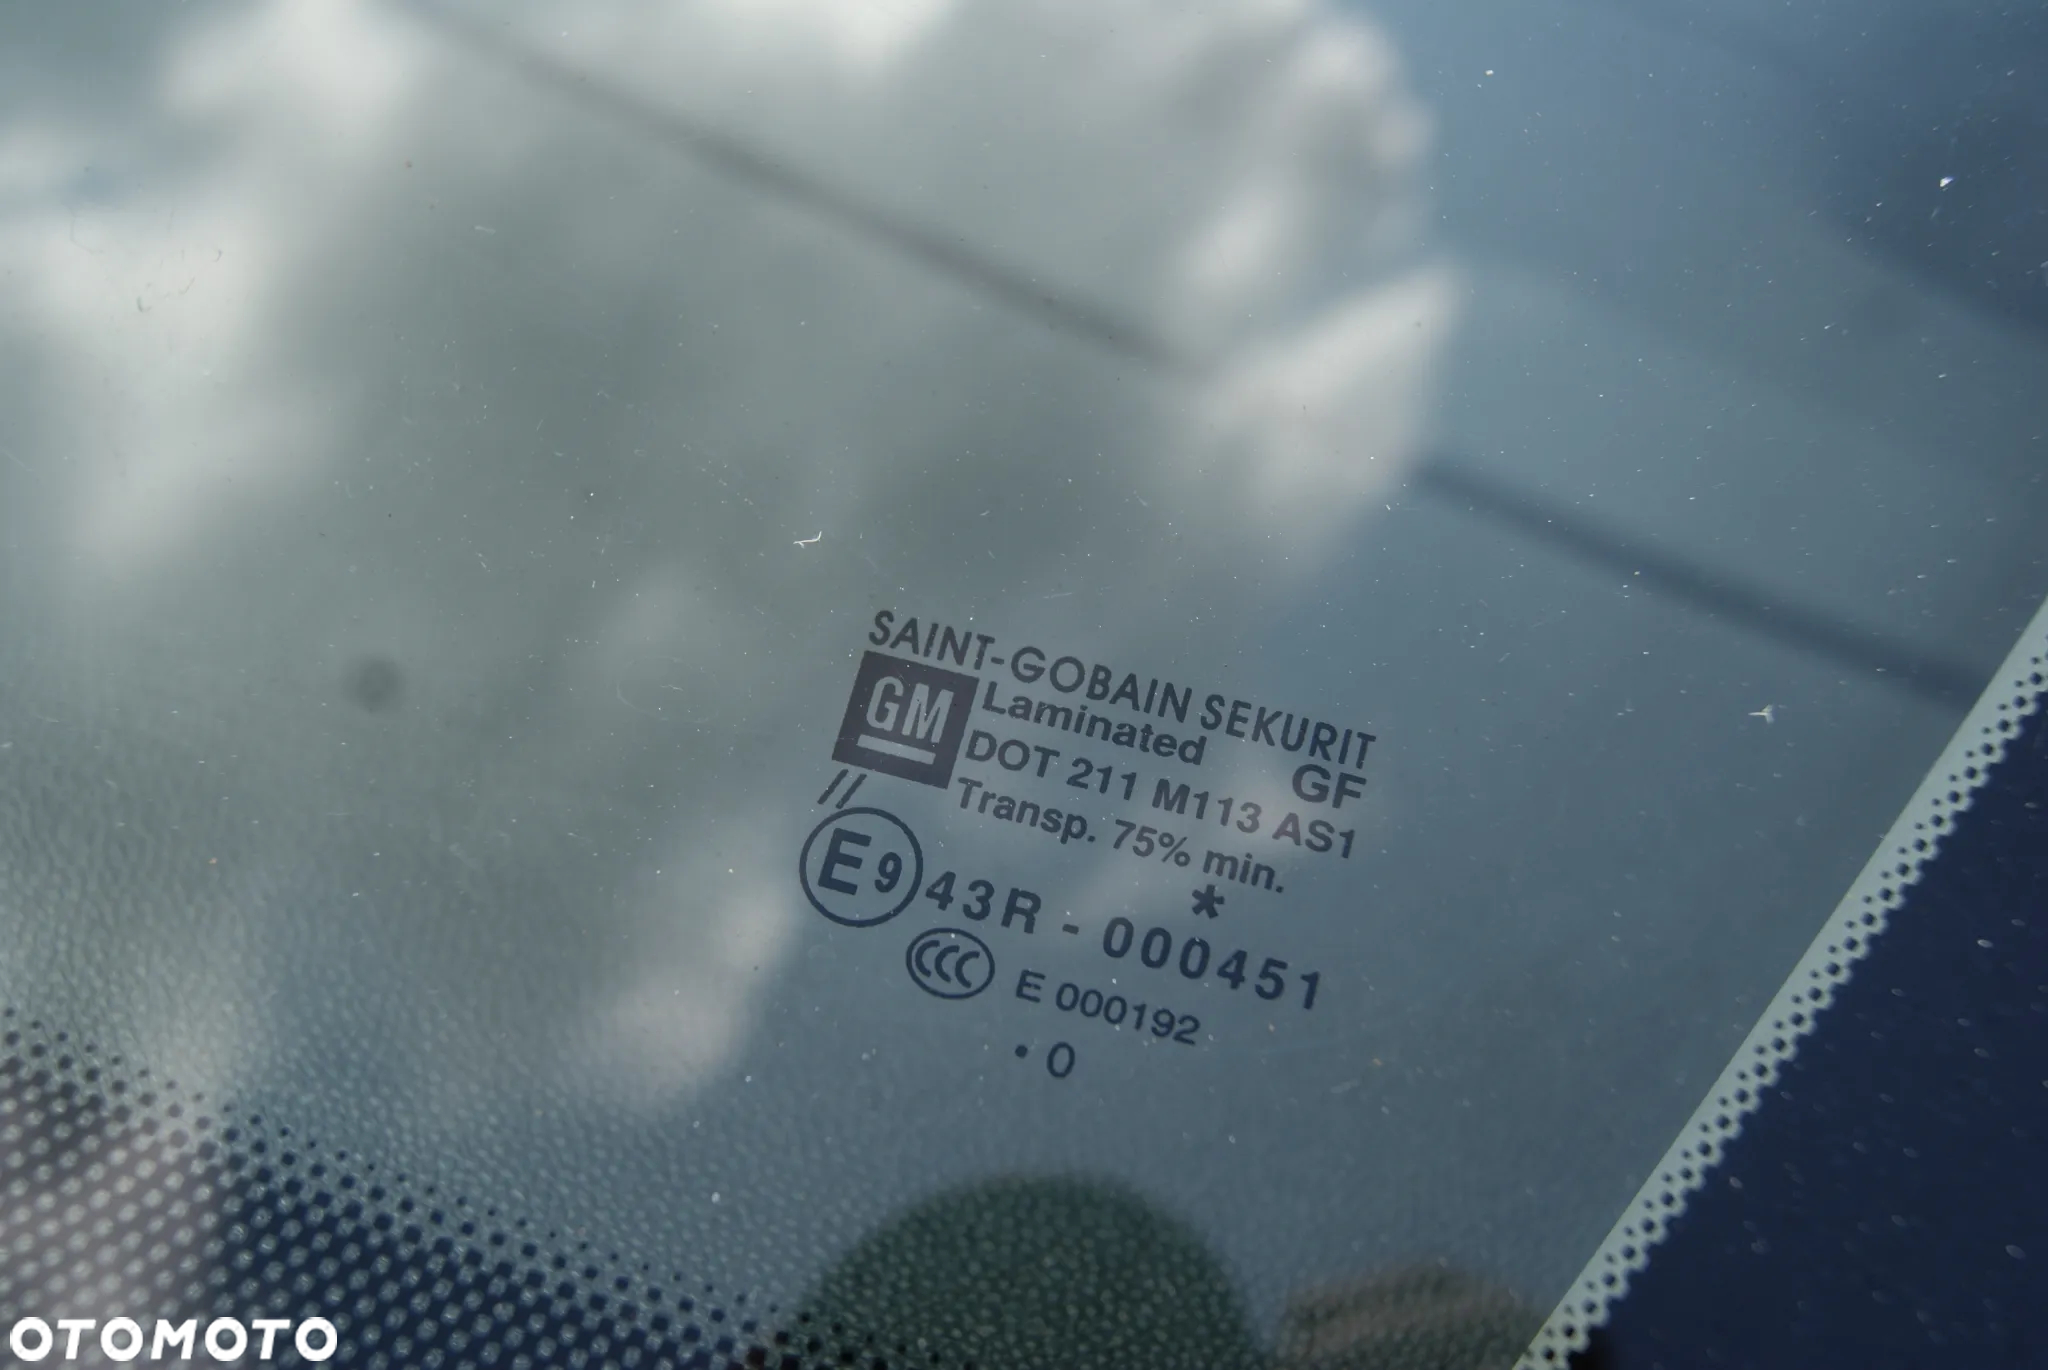 SAINT-GOBAIN SEKURIT
GM
Laminated GF
DOT 211 M113 AS1
Transp. 75% min.
//
*
E9 43R - 000451
CCC E 000192
• 0
OTOMOTO